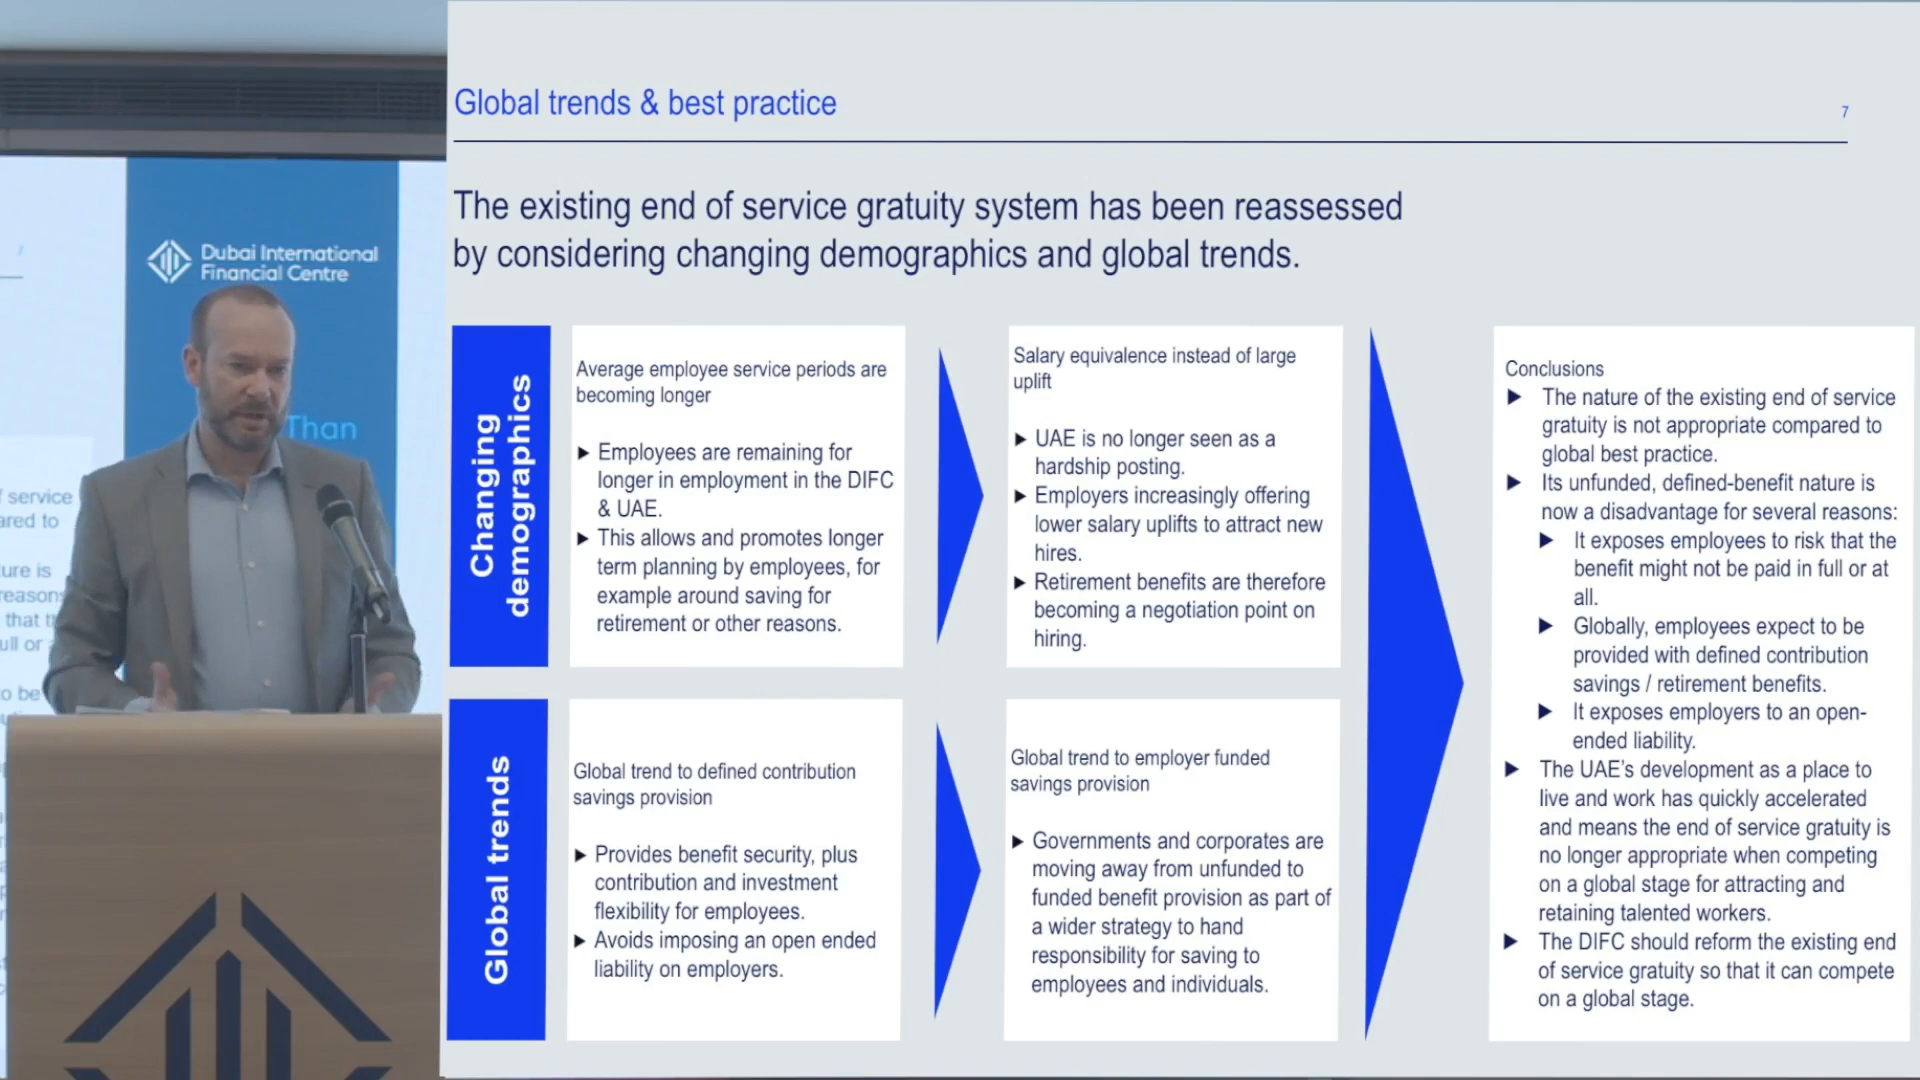 Global trends & best practice
7
The existing end of service gratuity system has been reassessed
by considering changing demographics and global trends.
Changing
demographics
Average employee service periods are
becoming longer
Employees are remaining for
longer in employment in the DIFC
& UAE.
This allows and promotes longer
term planning by employees, for
example around saving for
retirement or other reasons.
Salary equivalence instead of large
uplift
UAE is no longer seen as a
hardship posting.
Employers increasingly offering
lower salary uplifts to attract new
hires.
Retirement benefits are therefore
becoming a negotiation point on
hiring.
Global trends
Global trend to defined contribution
savings provision
Provides benefit security, plus
contribution and investment
flexibility for employees.
Avoids imposing an open ended
liability on employers.
Global trend to employer funded
savings provision
Governments and corporates are
moving away from unfunded to
funded benefit provision as part of
a wider strategy to hand
responsibility for saving to
employees and individuals.
Conclusions
The nature of the existing end of service
gratuity is not appropriate compared to
global best practice.
Its unfunded, defined-benefit nature is
now a disadvantage for several reasons:
It exposes employees to risk that the
benefit might not be paid in full or at
all.
Globally, employees expect to be
provided with defined contribution
savings / retirement benefits.
It exposes employers to an open-
ended liability.
The UAE's development as a place to
live and work has quickly accelerated
and means the end of service gratuity is
no longer appropriate when competing
on a global stage for attracting and
retaining talented workers.
The DIFC should reform the existing end
of service gratuity so that it can compete
on a global stage.
Dubai International
Financial Centre
Than
service
to
is
reasons
that
or
to be